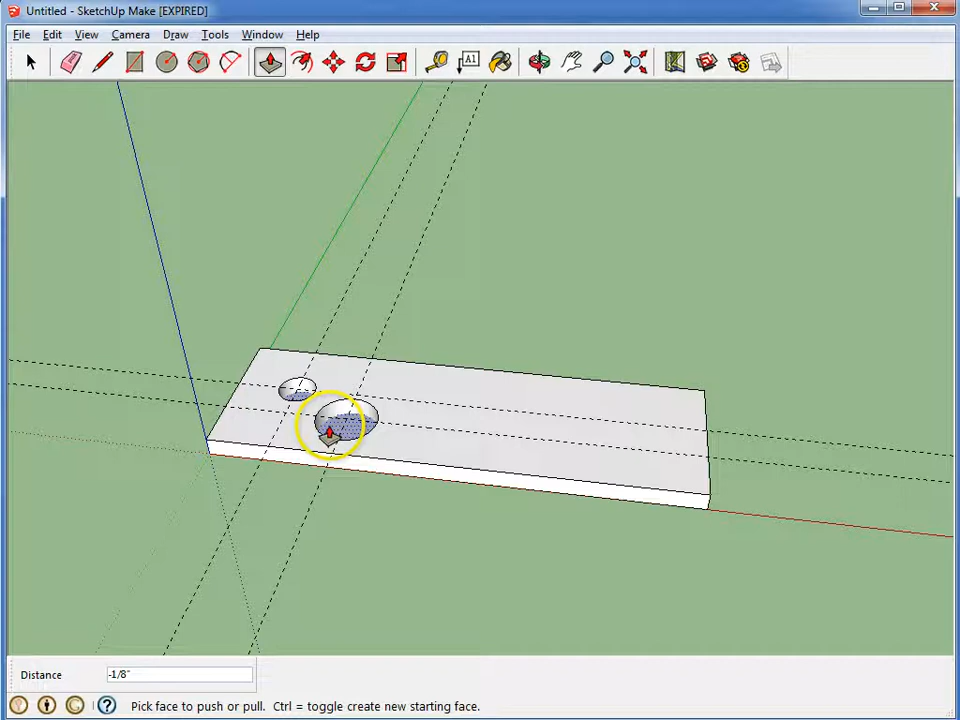 Untitled - SketchUp Make [EXPIRED]
File Edit View Camera Draw Tools Window Help
A1
Distance -1/8"
Pick face to push or pull. Ctrl = toggle create new starting face.